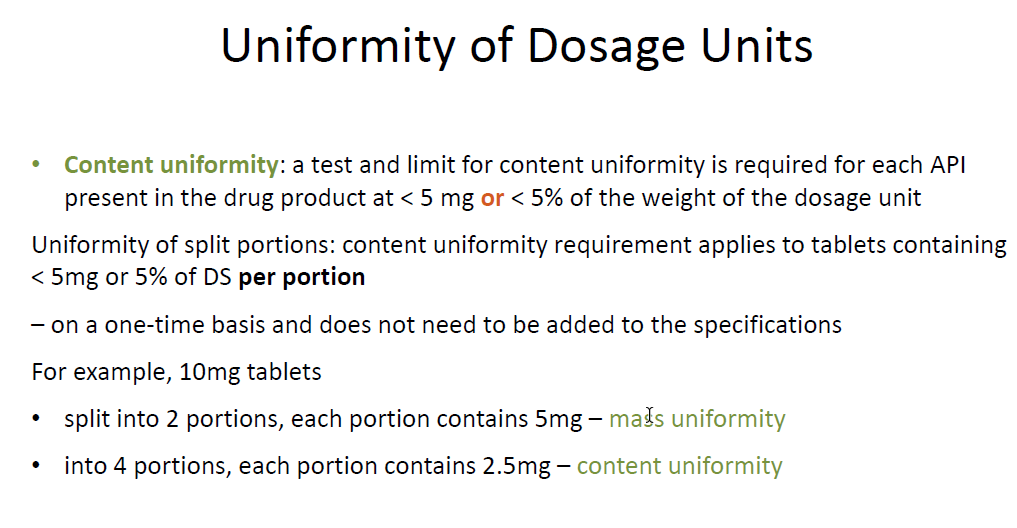 Uniformity of Dosage Units
• Content uniformity: a test and limit for content uniformity is required for each API
present in the drug product at < 5 mg or < 5% of the weight of the dosage unit
Uniformity of split portions: content uniformity requirement applies to tablets containing
< 5mg or 5% of DS per portion
– on a one-time basis and does not need to be added to the specifications
For example, 10mg tablets
• split into 2 portions, each portion contains 5mg – mass uniformity
• into 4 portions, each portion contains 2.5mg – content uniformity